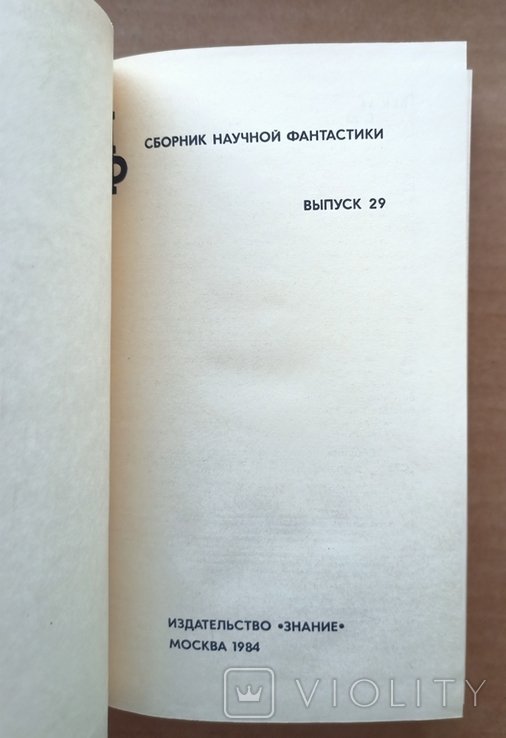 Ф
СБОРНИК НАУЧНОЙ ФАНТАСТИКИ
ВЫПУСК 29
ИЗДАТЕЛЬСТВО «ЗНАНИЕ»
МОСКВА 1984
VIOLITY